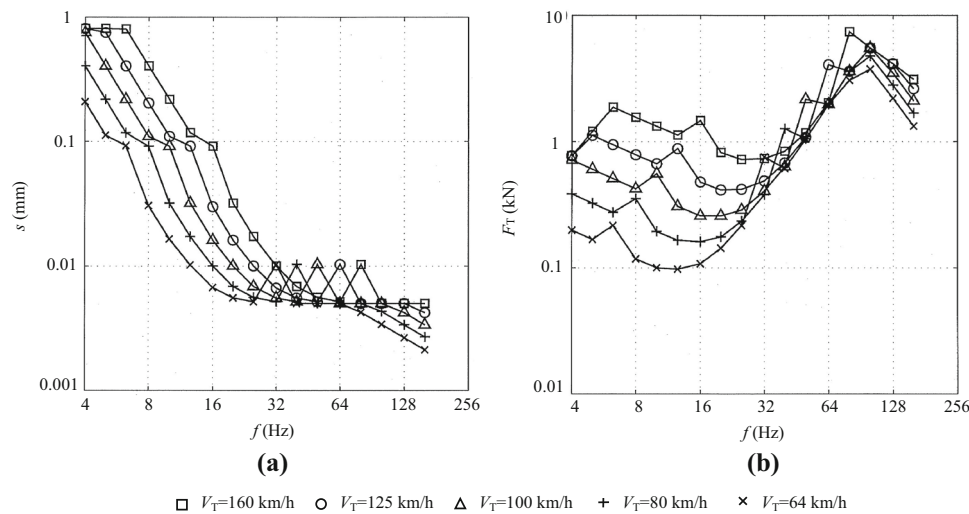 1
0.1
0.01
0.001
4 8 16 32 64 128 256
s (mm)
f (Hz)
(a)
10
1
0.1
0.01
4 8 16 32 64 128 256
F_T (kN)
f (Hz)
(b)
V_T=160 km/h V_T=125 km/h V_T=100 km/h V_T=80 km/h V_T=64 km/h